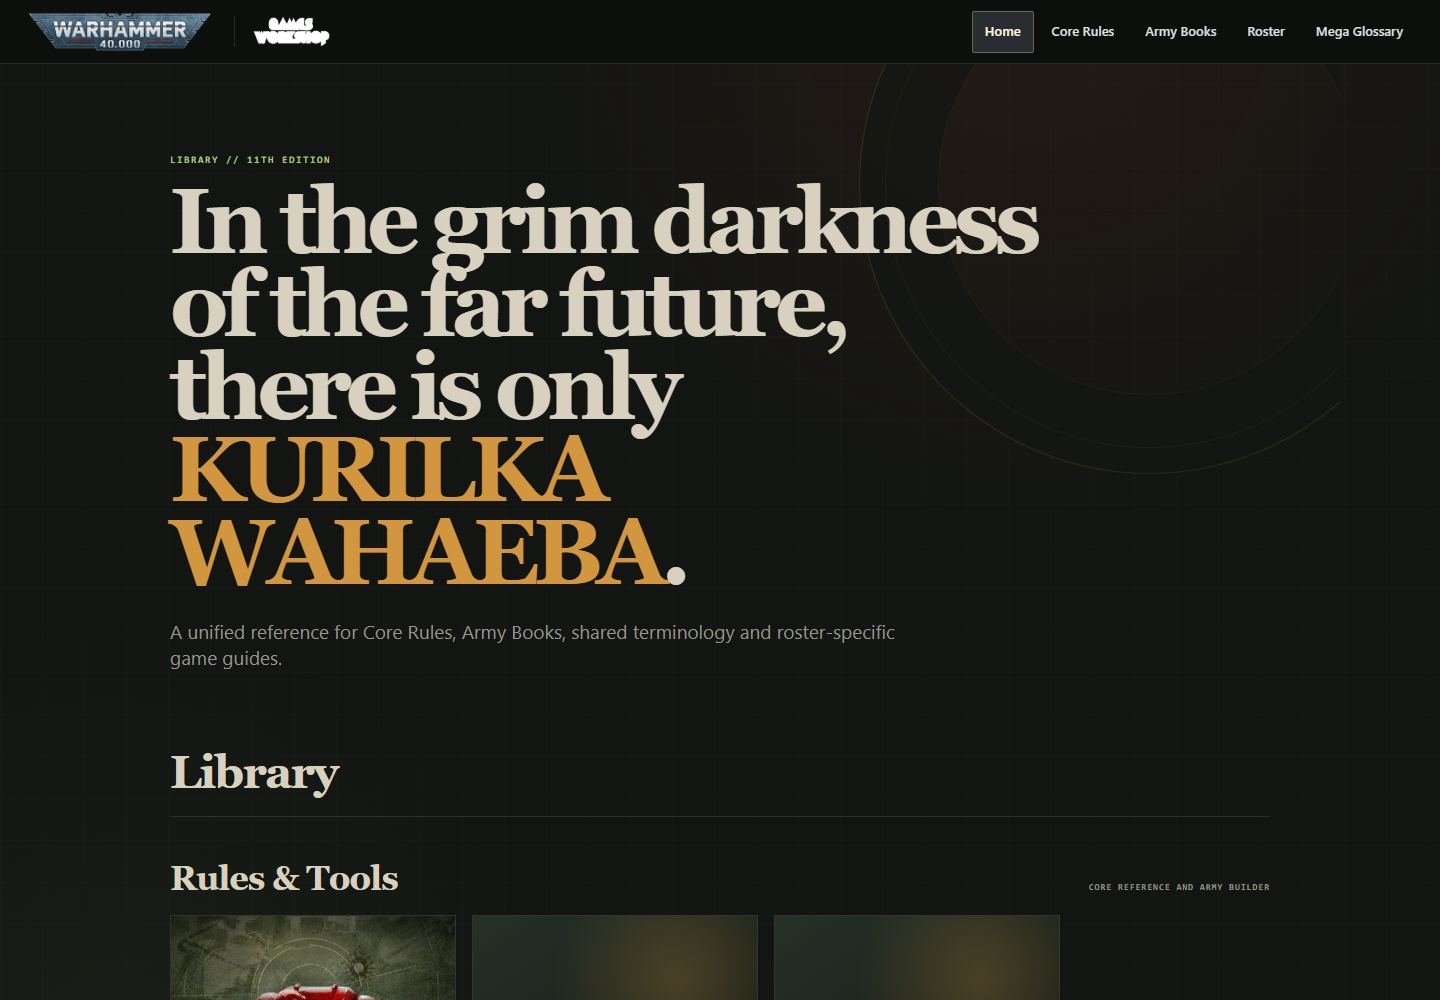 WARHAMMER
40.000
GAMES
WORKSHOP
Home
Core Rules
Army Books
Roster
Mega Glossary
LIBRARY // 11TH EDITION
In the grim darkness
of the far future,
there is only
KURILKA
WAHAEBA.
A unified reference for Core Rules, Army Books, shared terminology and roster-specific
game guides.
Library
Rules & Tools
CORE REFERENCE AND ARMY BUILDER